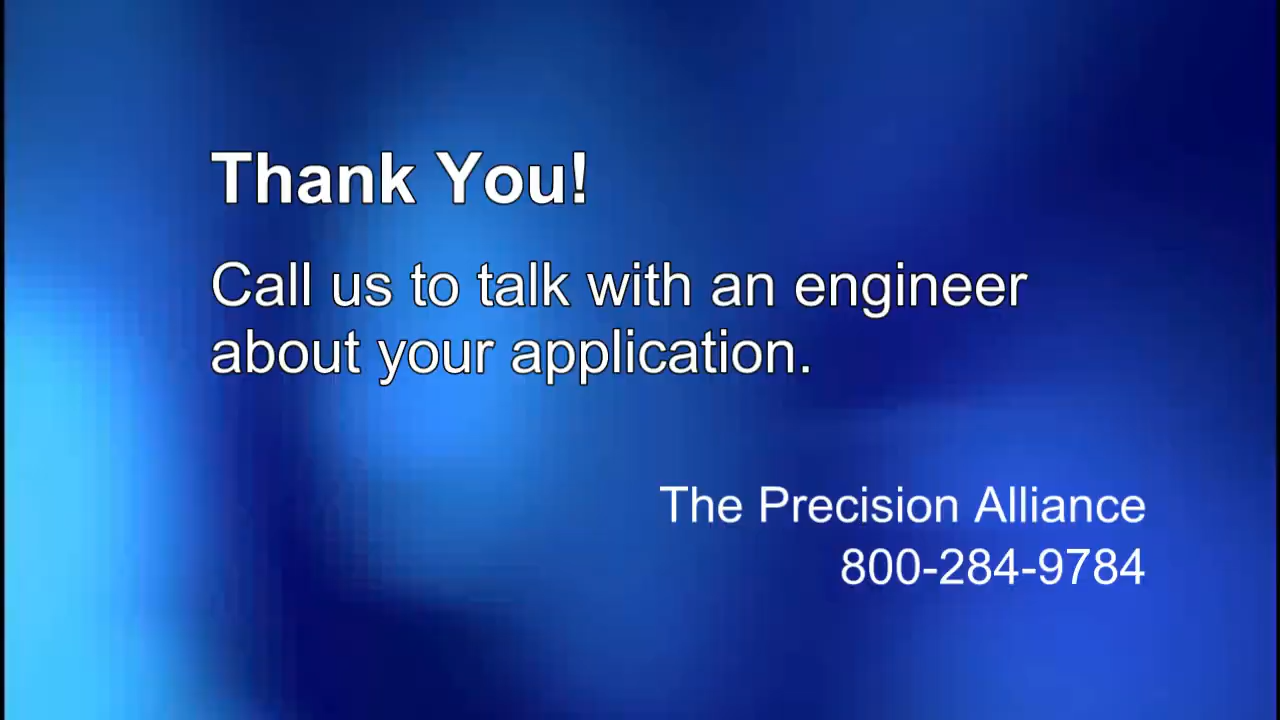 Thank You!
Call us to talk with an engineer
about your application.
The Precision Alliance
800-284-9784